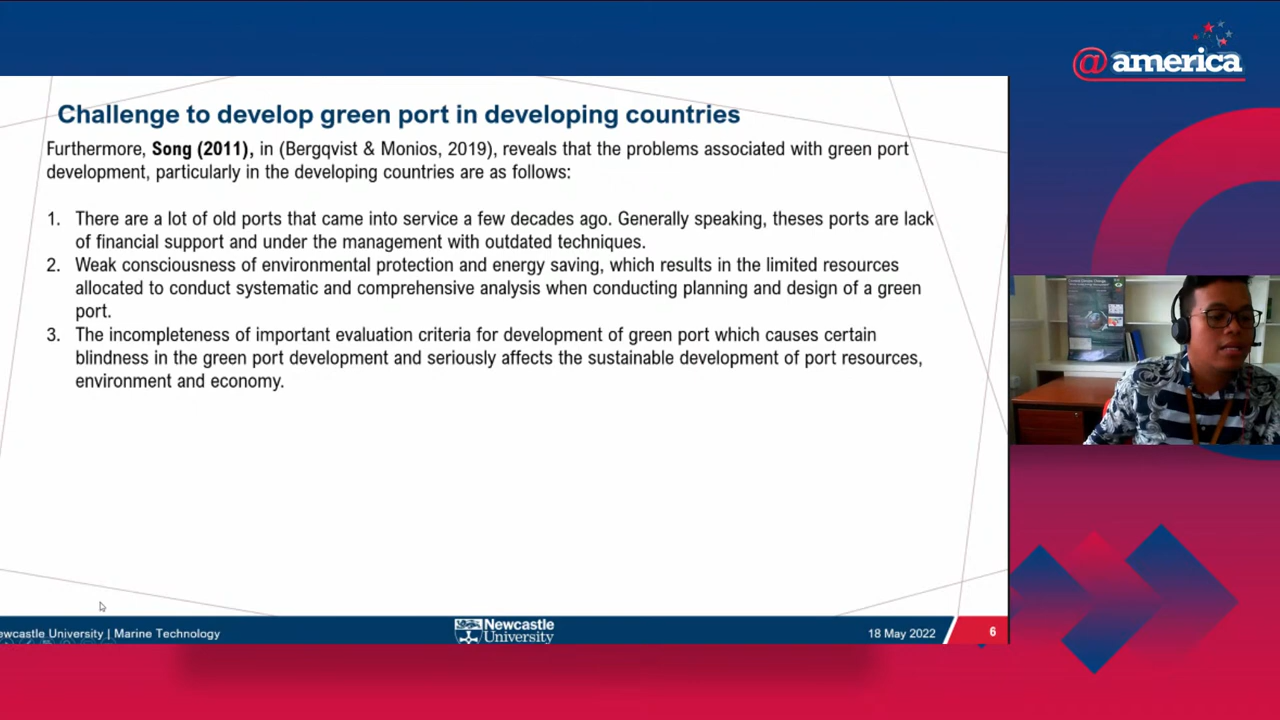 @america
Challenge to develop green port in developing countries
Furthermore, Song (2011), in (Bergqvist & Monios, 2019), reveals that the problems associated with green port
development, particularly in the developing countries are as follows:
1. There are a lot of old ports that came into service a few decades ago. Generally speaking, theses ports are lack
of financial support and under the management with outdated techniques.
2. Weak consciousness of environmental protection and energy saving, which results in the limited resources
allocated to conduct systematic and comprehensive analysis when conducting planning and design of a green
port.
3. The incompleteness of important evaluation criteria for development of green port which causes certain
blindness in the green port development and seriously affects the sustainable development of port resources,
environment and economy.
ewcastle University | Marine Technology
Newcastle
University
18 May 2022
6